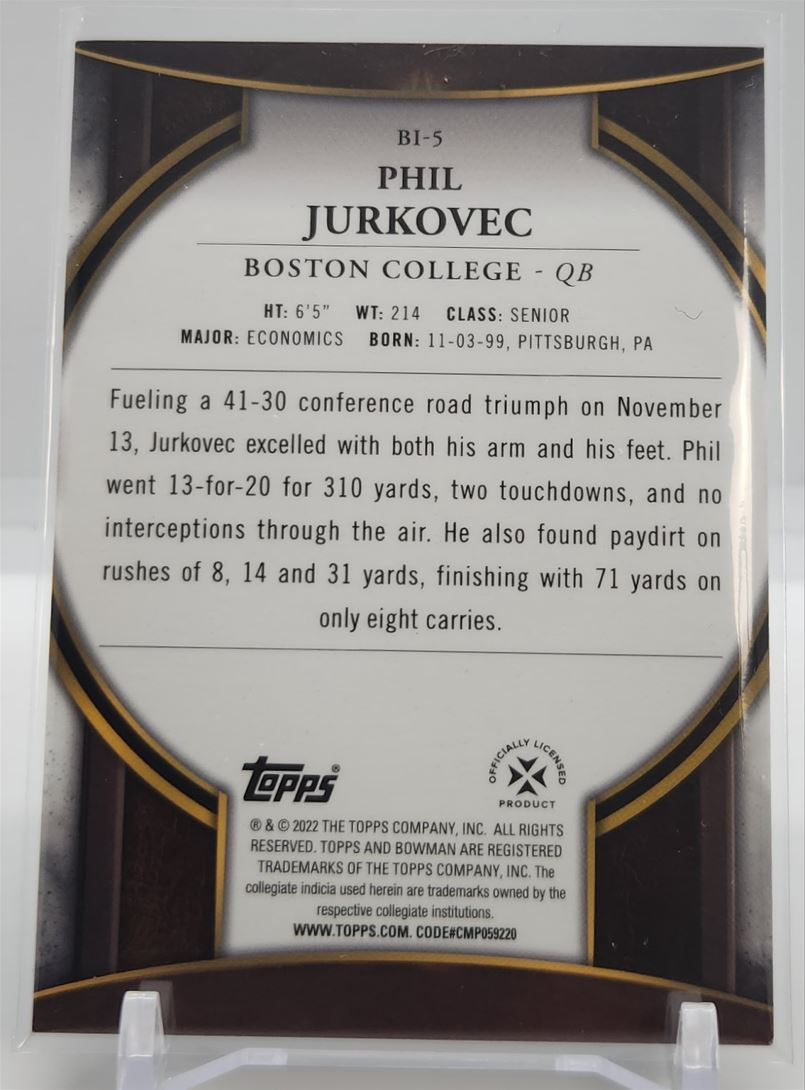 BI-5
PHIL
JURKOVEC
BOSTON COLLEGE - QB
HT: 6'5" WT: 214 CLASS: SENIOR
MAJOR: ECONOMICS BORN: 11-03-99, PITTSBURGH, PA
Fueling a 41-30 conference road triumph on November
13, Jurkovec excelled with both his arm and his feet. Phil
went 13-for-20 for 310 yards, two touchdowns, and no
interceptions through the air. He also found paydirt on
rushes of 8, 14 and 31 yards, finishing with 71 yards on
only eight carries.
Topps®
OFFICIALLY LICENSED
PRODUCT
® & © 2022 THE TOPPS COMPANY, INC. ALL RIGHTS
RESERVED. TOPPS AND BOWMAN ARE REGISTERED
TRADEMARKS OF THE TOPPS COMPANY, INC. The
collegiate indicia used herein are trademarks owned by the
respective collegiate institutions.
WWW.TOPPS.COM. CODE#CMP059220